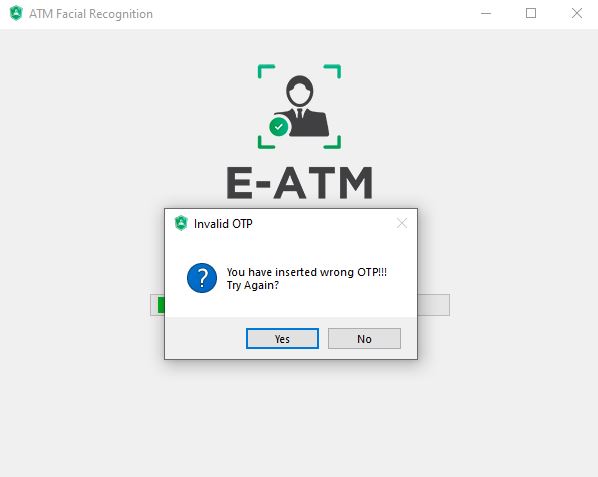 ATM Facial Recognition
E-ATM
Invalid OTP
You have inserted wrong OTP!!!
Try Again?
Yes
No